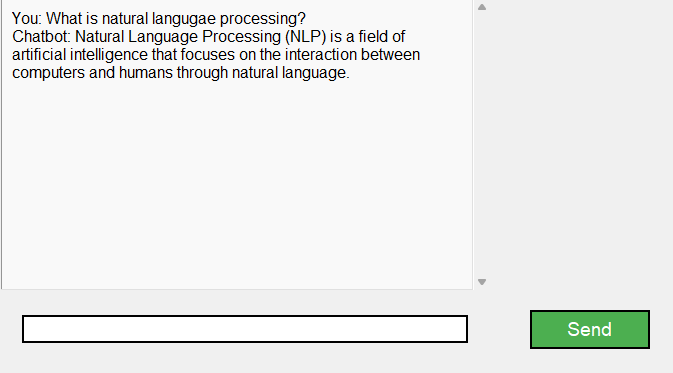 You: What is natural langugae processing?
Chatbot: Natural Language Processing (NLP) is a field of
artificial intelligence that focuses on the interaction between
computers and humans through natural language.
Send